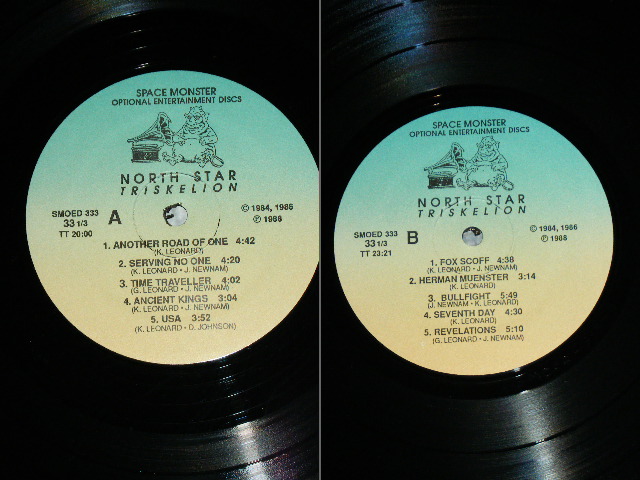 SPACE MONSTER
OPTIONAL ENTERTAINMENT DISCS
NORTH STAR
TRISKELION
SMOED 333
33 1/3
TT 20:00
A
© 1984, 1986
℗ 1986
1. ANOTHER ROAD OF ONE 4:42
(K. LEONARD)
2. SERVING NO ONE 4:20
(K. LEONARD · J. NEWNAM)
3. TIME TRAVELLER 4:02
(G. LEONARD · J. NEWNAM)
4. ANCIENT KINGS 3:04
(K. LEONARD · J. NEWNAM)
5. USA 3:52
(K. LEONARD · D. JOHNSON)
SPACE MONSTER
OPTIONAL ENTERTAINMENT DISCS
NORTH STAR
TRISKELION
SMOED 333
33 1/3
TT 23:21
B
© 1984, 1986
℗ 1986
1. FOX SCOFF 4:38
(K. LEONARD · J. NEWNAM)
2. HERMAN MUENSTER 3:14
(K. LEONARD)
3. BULLFIGHT 5:49
(J. NEWNAM · K. LEONARD)
4. SEVENTH DAY 4:30
(K. LEONARD)
5. REVELATIONS 5:10
(G. LEONARD · J. NEWNAM)